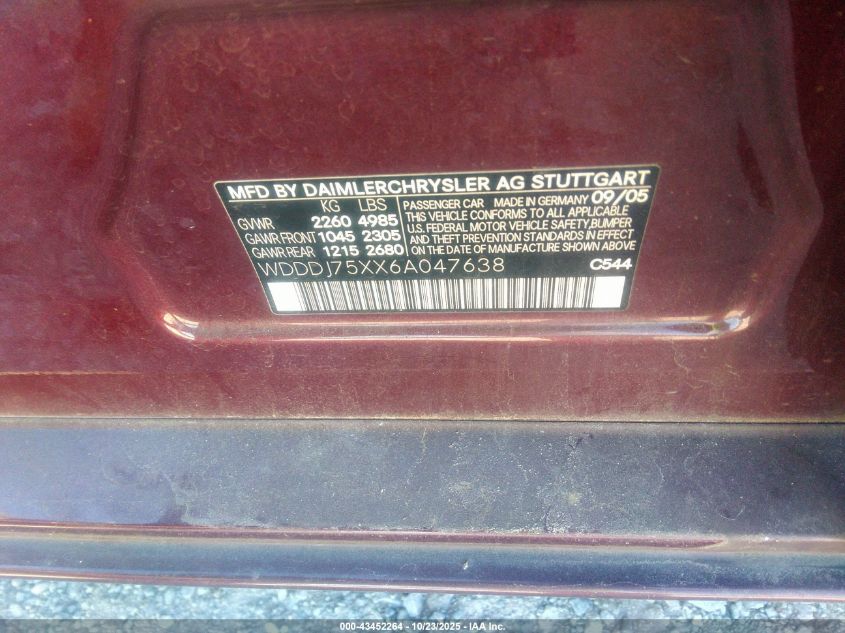 MFD BY DAIMLERCHRYSLER AG STUTTGART
KG LBS PASSENGER CAR MADE IN GERMANY 09/05
GVWR 2260 4985 THIS VEHICLE CONFORMS TO ALL APPLICABLE
GAWR FRONT 1045 2305 U.S. FEDERAL MOTOR VEHICLE SAFETY,BUMPER
AND THEFT PREVENTION STANDARDS IN EFFECT
GAWR REAR 1215 2680 ON THE DATE OF MANUFACTURE SHOWN ABOVE
WDDDJ75XX6A047638 C544
000-43452264 - 10/23/2025 - IAA Inc.